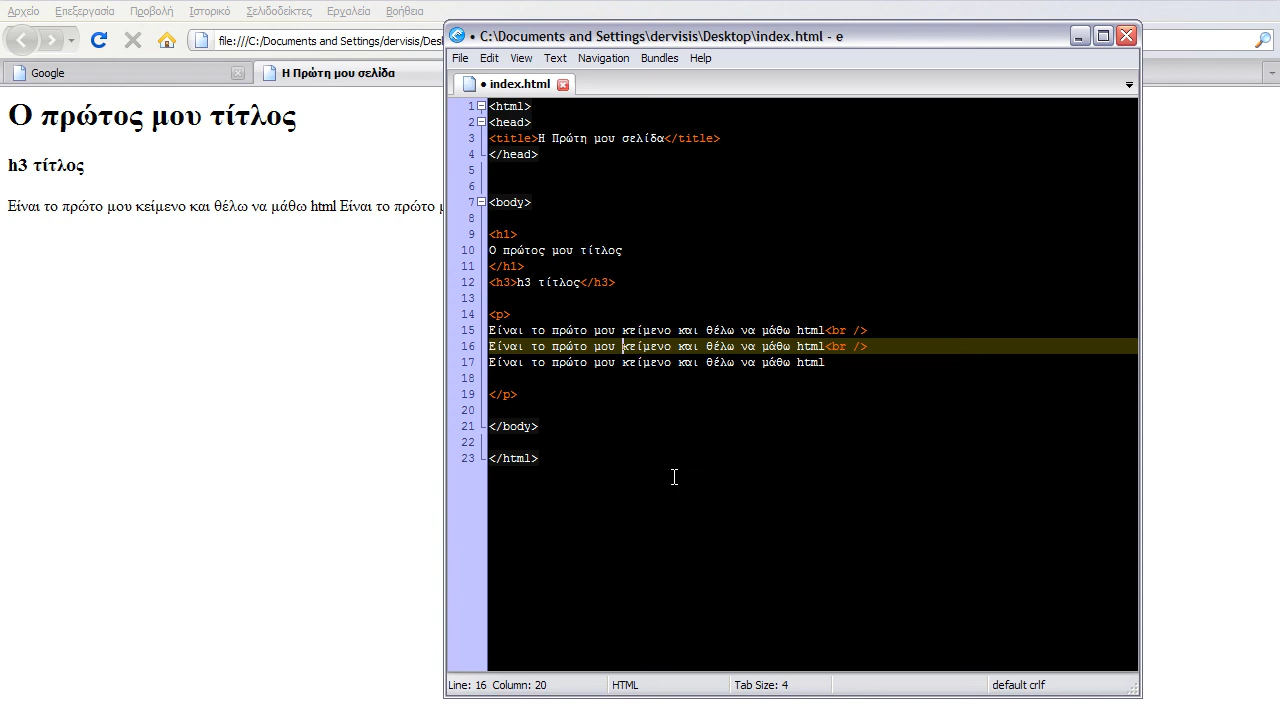 Αρχείο Επεξεργασία Προβολή Ιστορικό Σελιδοδείκτες Εργαλεία Βοήθεια
file:///C:/Documents and Settings/dervisis/Des
Google
Η Πρώτη μου σελίδα
Ο πρώτος μου τίτλος
h3 τίτλος
Είναι το πρώτο μου κείμενο και θέλω να μάθω html Είναι το πρώτο μ
• C:\Documents and Settings\dervisis\Desktop\index.html - e
File Edit View Text Navigation Bundles Help
• index.html
1 <html>
2 <head>
3 <title>Η Πρώτη μου σελίδα</title>
4 </head>
5
6
7 <body>
8
9 <h1>
10 Ο πρώτος μου τίτλος
11 </h1>
12 <h3>h3 τίτλος</h3>
13
14 <p>
15 Είναι το πρώτο μου κείμενο και θέλω να μάθω html<br />
16 Είναι το πρώτο μου κείμενο και θέλω να μάθω html<br />
17 Είναι το πρώτο μου κείμενο και θέλω να μάθω html
18
19 </p>
20
21 </body>
22
23 </html>
Line: 16 Column: 20 HTML Tab Size: 4 default crlf